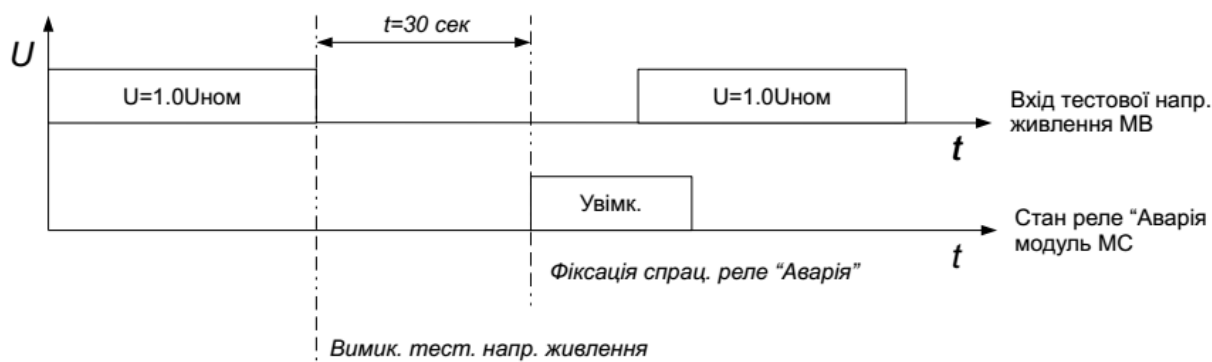 t=30 сек
U
U=1.0Uном
U=1.0Uном
Вхід тестової напр.
живлення МВ
t
Увімк.
Стан реле “Аварія
модуль МС
t
Фіксація спрац. реле “Аварія”
Вимик. тест. напр. живлення